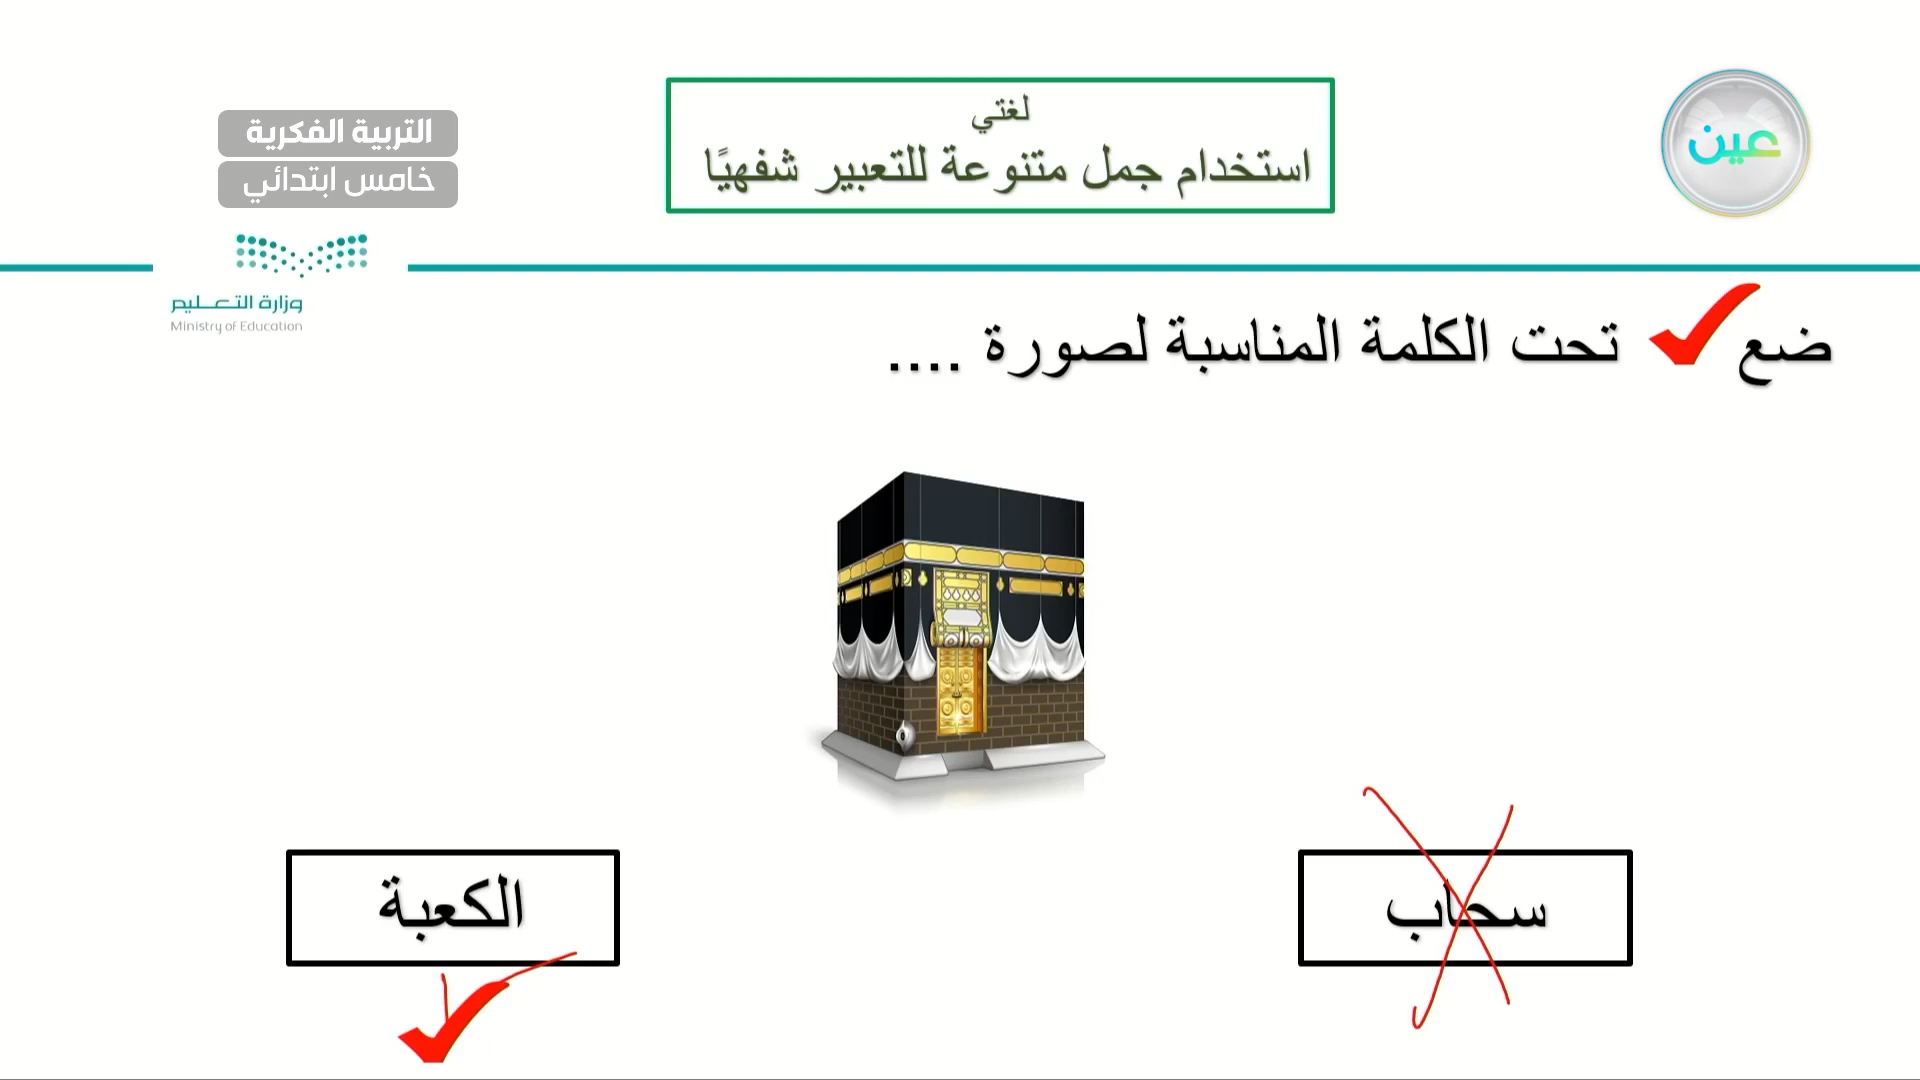 عين
لغتي
استخدام جمل متنوعة للتعبير شفهيًا
التربية الفكرية
خامس ابتدائي
وزارة التعليم
Ministry of Education
ضع ✓ تحت الكلمة المناسبة لصورة ....
سحاب
الكعبة